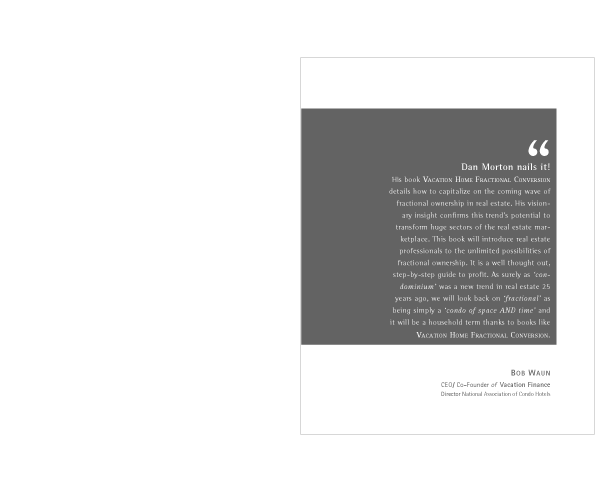 “
Dan Morton nails it!
His book VACATION HOME FRACTIONAL CONVERSION
details how to capitalize on the coming wave of
fractional ownership in real estate. His vision-
ary insight confirms this trend's potential to
transform huge sectors of the real estate mar-
ketplace. This book will introduce real estate
professionals to the unlimited possibilities of
fractional ownership. It is a well thought out,
step-by-step guide to profit. As surely as 'con-
dominium' was a new trend in real estate 25
years ago, we will look back on 'fractional' as
being simply a 'condo of space AND time' and
it will be a household term thanks to books like
VACATION HOME FRACTIONAL CONVERSION.
BOB WAUN
CEO/ Co-Founder of Vacation Finance
Director National Association of Condo Hotels